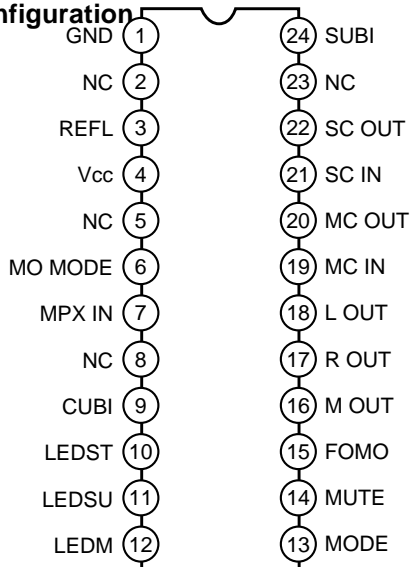 nfiguration
GND 1 24 SUBI
NC 2 23 NC
REFL 3 22 SC OUT
Vcc 4 21 SC IN
NC 5 20 MC OUT
MO MODE 6 19 MC IN
MPX IN 7 18 L OUT
NC 8 17 R OUT
CUBI 9 16 M OUT
LEDST 10 15 FOMO
LEDSU 11 14 MUTE
LEDM 12 13 MODE